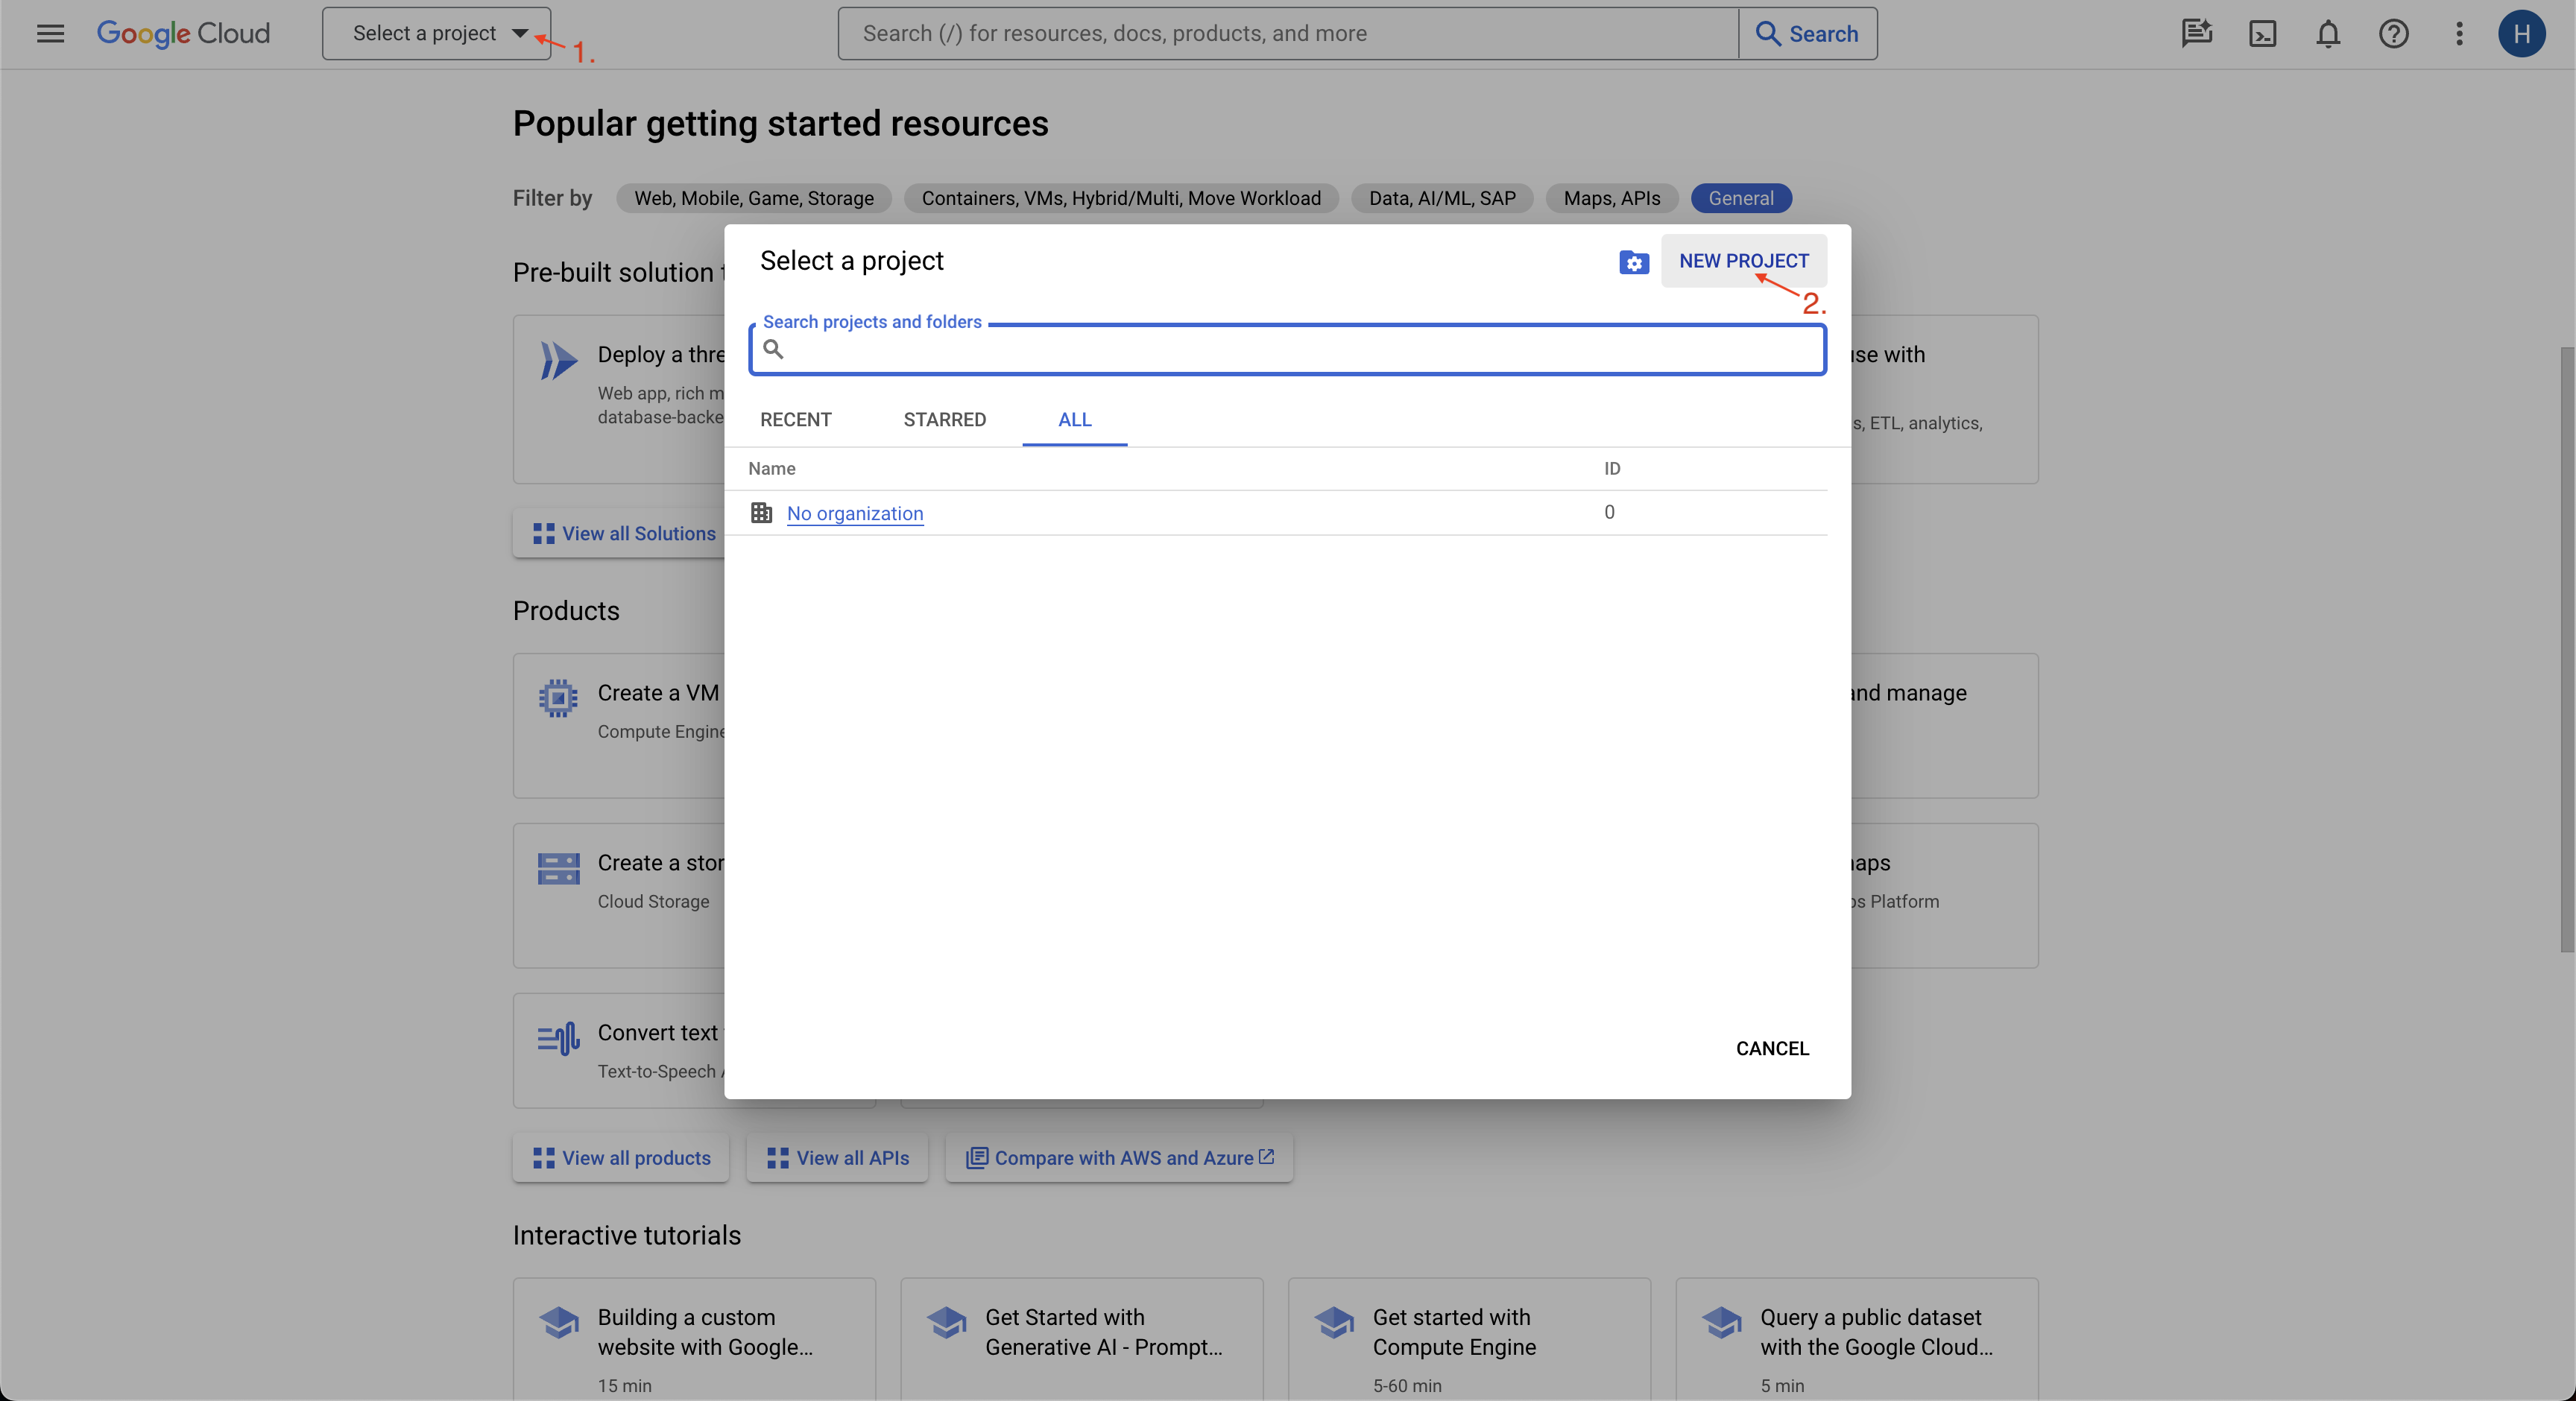 Google Cloud
Select a project
1.
Search (/) for resources, docs, products, and more
Search
H
Popular getting started resources
Filter by
Web, Mobile, Game, Storage
Containers, VMs, Hybrid/Multi, Move Workload
Data, AI/ML, SAP
Maps, APIs
General
Pre-built solution
Select a project
NEW PROJECT
2.
Search projects and folders
RECENT
STARRED
ALL
Name
ID
No organization
0
CANCEL
Deploy a thre
Web app, rich m
database-backe
se with
s, ETL, analytics,
View all Solutions
Products
Create a VM
Compute Engine
and manage
Create a stor
Cloud Storage
aps
ps Platform
Convert text
Text-to-Speech
View all products
View all APIs
Compare with AWS and Azure
Interactive tutorials
Building a custom
website with Google...
15 min
Get Started with
Generative AI - Prompt...
Get started with
Compute Engine
5-60 min
Query a public dataset
with the Google Cloud...
5 min